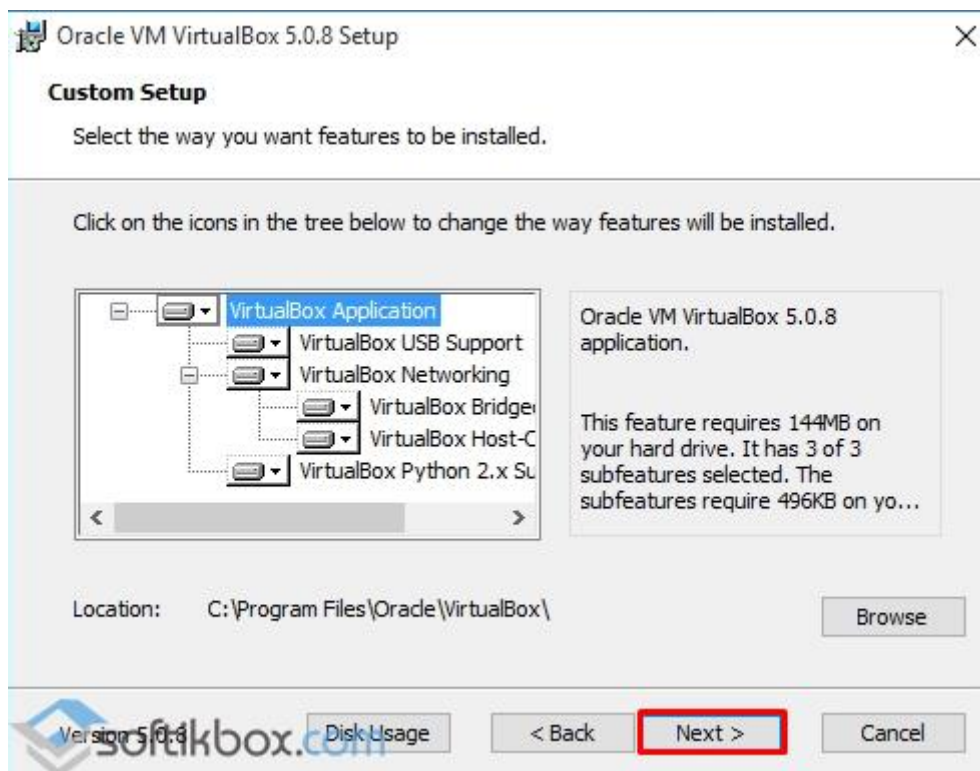 Oracle VM VirtualBox 5.0.8 Setup
Custom Setup
Select the way you want features to be installed.
Click on the icons in the tree below to change the way features will be installed.
VirtualBox Application
VirtualBox USB Support
VirtualBox Networking
VirtualBox Bridge
VirtualBox Host-C
VirtualBox Python 2.x Su
Oracle VM VirtualBox 5.0.8
application.
This feature requires 144MB on
your hard drive. It has 3 of 3
subfeatures selected. The
subfeatures require 496KB on yo...
Location: C:\Program Files\Oracle\VirtualBox\
Browse
Version 5.0.8 Disk Usage < Back Next > Cancel
softikbox.com